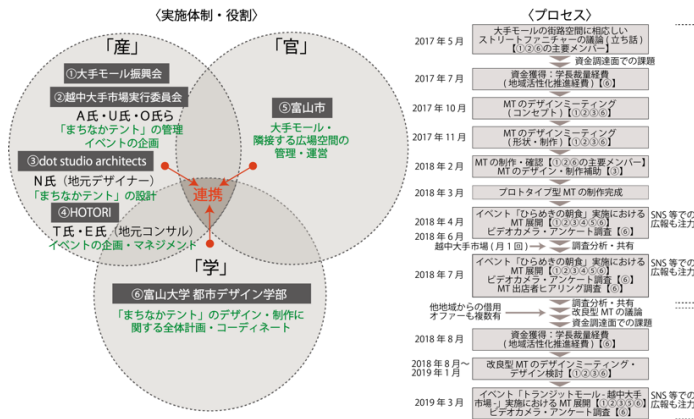 〈実施体制・役割〉
「産」
①大手モール振興会
②越中大手市場実行委員会
A氏・U氏・O氏ら
「まちなかテント」の管理
イベントの企画
③dot studio architects
N氏（地元デザイナー）
「まちなかテント」の設計
④HOTORI
T氏・E氏（地元コンサル）
イベントの企画・マネジメント
「官」
⑤富山市
大手モール・
隣接する広場空間の
管理・運営
連携
「学」
⑥富山大学 都市デザイン学部
「まちなかテント」のデザイン・制作に
関する全体計画・コーディネート
〈プロセス〉
2017年5月
大手モールの街路空間に相応しい
ストリートファニチャーの議論(立ち話)
【①②⑥の主要メンバー】
資金調達面での課題
2017年7月
資金獲得：学長裁量経費
(地域活性化推進経費)【⑥】
2017年10月
MTのデザインミーティング
(コンセプト)【①②③⑥】
2017年11月
MTのデザインミーティング
(形状・制作)【①②③⑥】
2018年2月
MTの制作・確認【①②⑥の主要メンバー】
MTのデザイン・制作補助【③】
2018年3月
プロトタイプ型MTの制作完成
2018年4月
2018年6月
イベント「ひらめきの朝食」実施における
MT展開【①②③④⑤⑥】
ビデオカメラ・アンケート調査【⑥】
SNS等での
広報も注力
越中大手市場(月1回)
調査分析・共有
2018年7月
イベント「ひらめきの朝食」実施における
MT展開【①②③④⑤⑥】
ビデオカメラ・アンケート調査【⑥】
MT出店者ヒアリング調査【⑥】
SNS等での
広報も注力
他地域からの借用
オファーも複数有
調査分析・共有
改良型MTの議論
資金調達面での課題
2018年8月
資金獲得：学長裁量経費
(地域活性化推進経費)【⑥】
2018年8月〜
2019年1月
改良型MTのデザインミーティング・
デザイン検討【①②③⑥】
2019年3月
イベント「トランジットモール-越中大手
市場-」実施におけるMT展開【①②③⑤⑥】
ビデオカメラ・アンケート調査【⑥】
SNS等での
広報も注力